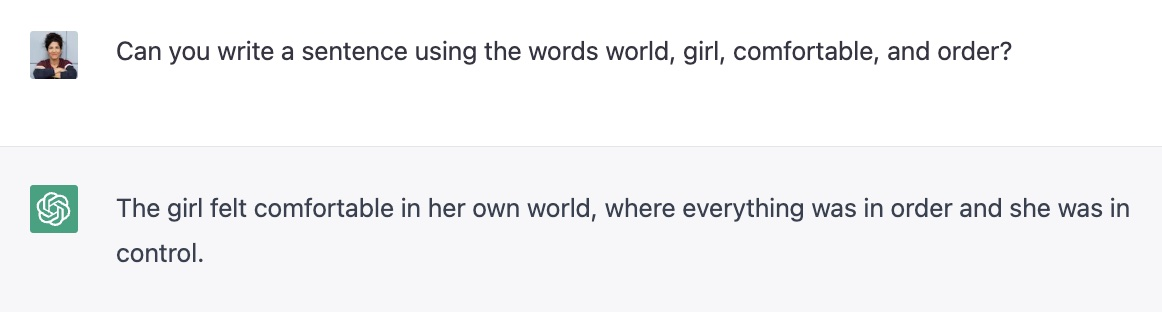 Can you write a sentence using the words world, girl, comfortable, and order?
The girl felt comfortable in her own world, where everything was in order and she was in
control.